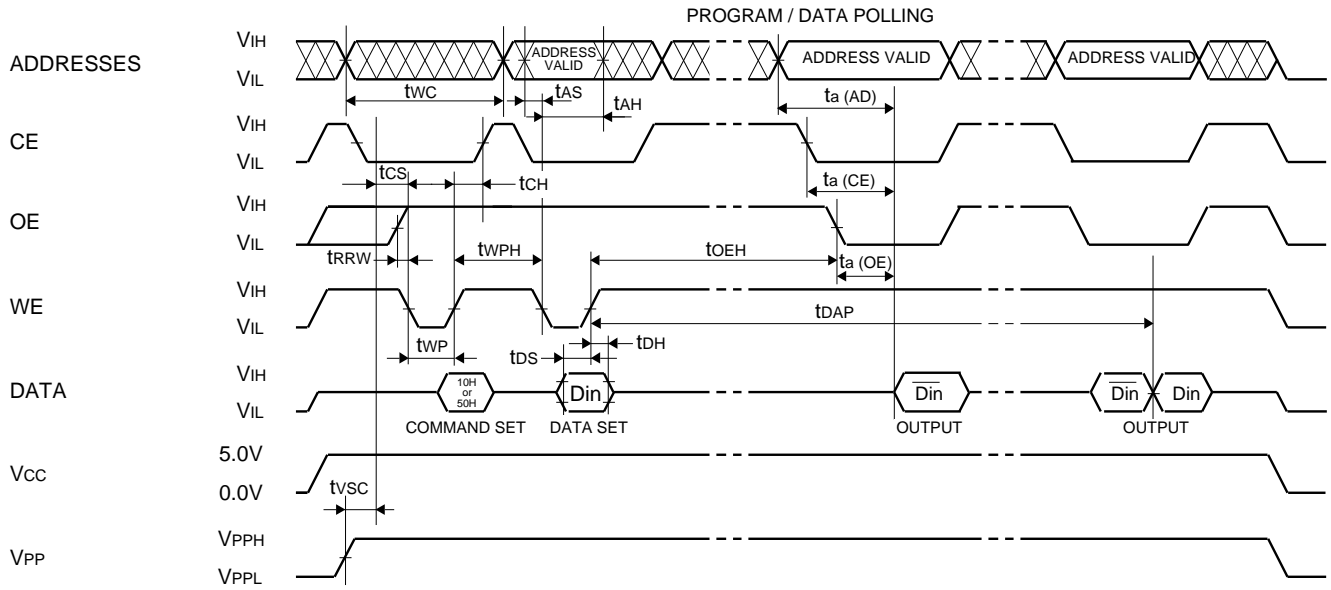 PROGRAM / DATA POLLING
ADDRESSES
VIH
VIL
ADDRESS
VALID
ADDRESS VALID
ADDRESS VALID
tWC
tAS
tAH
ta (AD)
CE
VIH
VIL
tCS
tCH
ta (CE)
OE
VIH
VIL
tRRW
tWPH
tOEH
ta (OE)
WE
VIH
VIL
tWP
tDS
tDH
tDAP
DATA
VIH
VIL
10H
or
50H
Din
Din
Din
Din
COMMAND SET
DATA SET
OUTPUT
OUTPUT
VCC
5.0V
0.0V
tVSC
VPP
VPPH
VPPL